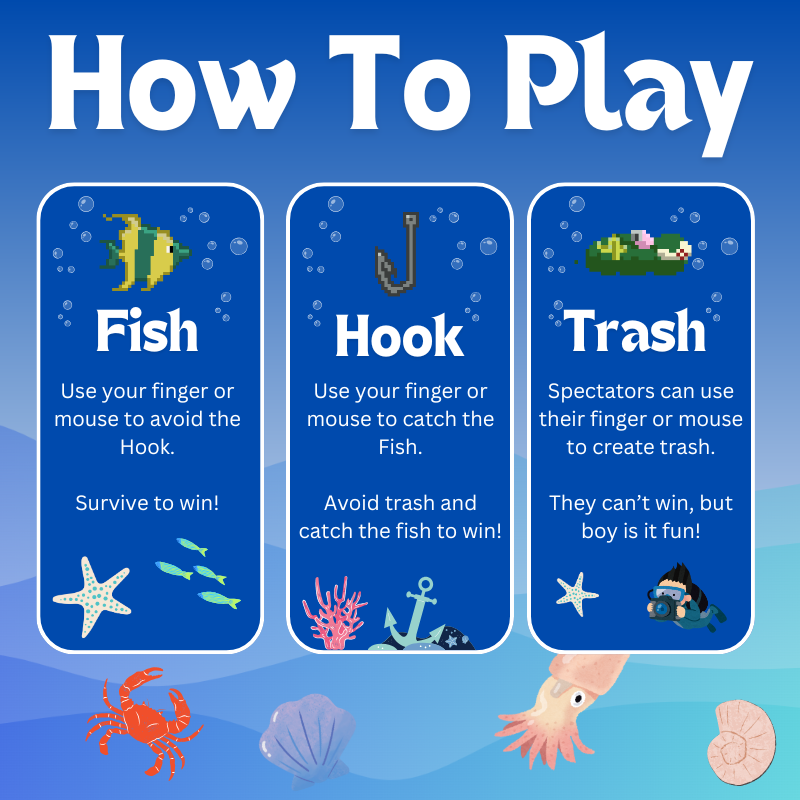 How To Play
Fish
Use your finger or
mouse to avoid the
Hook.
Survive to win!
Hook
Use your finger or
mouse to catch the
Fish.
Avoid trash and
catch the fish to win!
Trash
Spectators can use
their finger or mouse
to create trash.
They can’t win, but
boy is it fun!